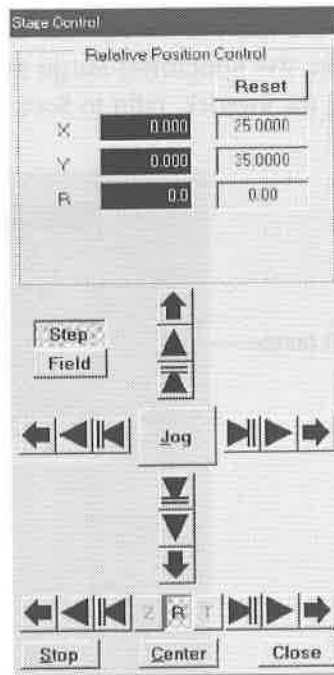 Stage Control
Relative Position Control
Reset
X 0.000 25.0000
Y 0.000 35.0000
R 0.0 0.00
Step
Field
Jog
Z R T
Stop Center Close